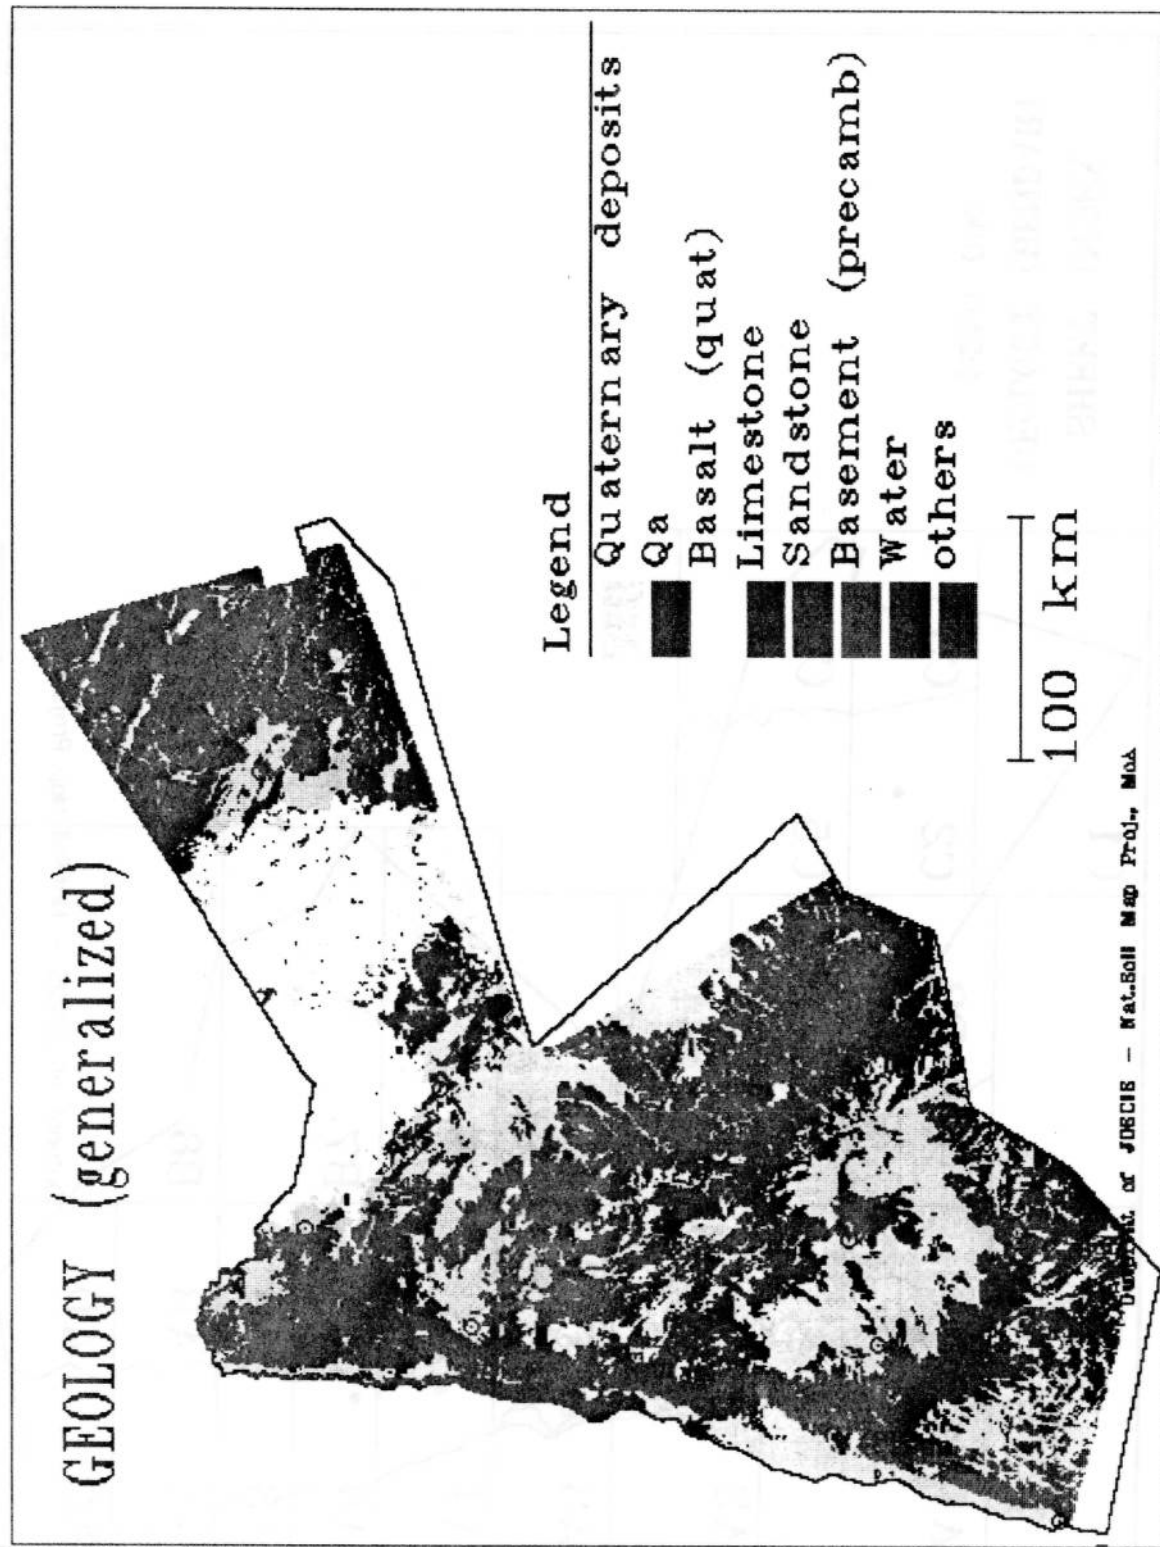 GEOLOGY (generalized)
Legend
Quaternary deposits
Qa
Basalt (quat)
Limestone
Sandstone
Basement (precamb)
Water
others
100 km
of JOSCIS - Nat.Soil Map Proj., MoA